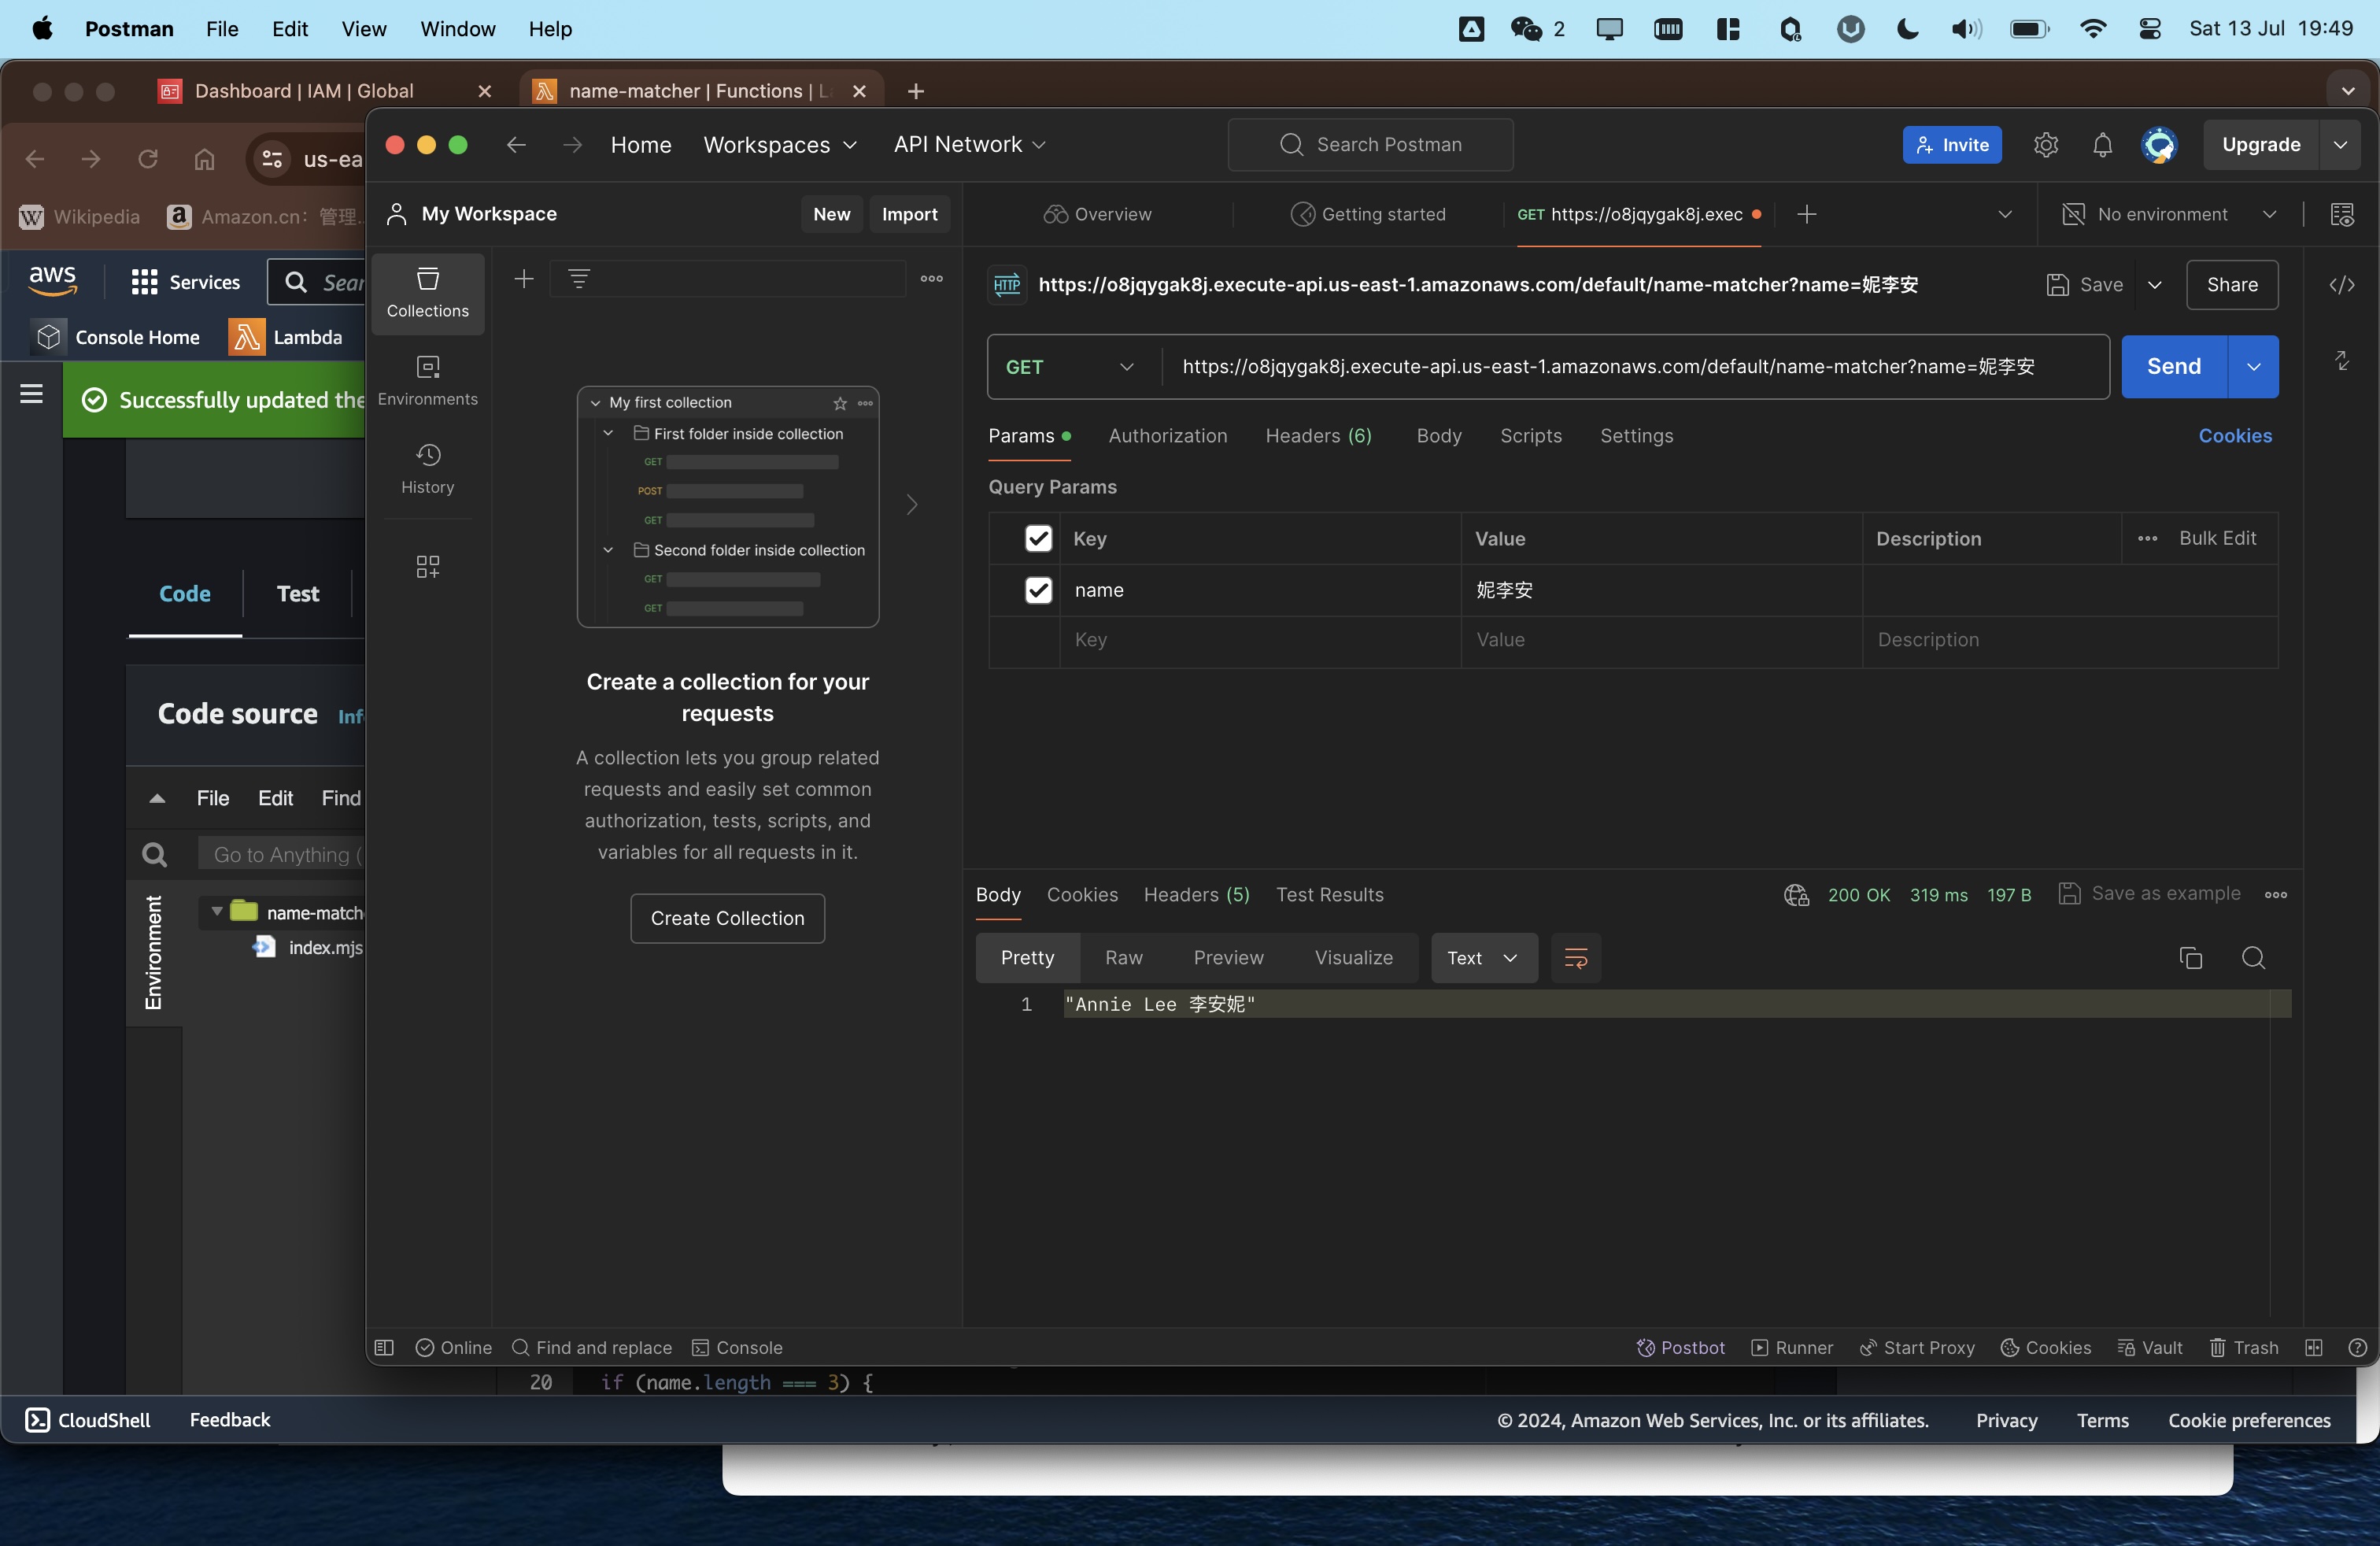 Postman File Edit View Window Help 2 Sat 13 Jul 19:49
Dashboard | IAM | Global name-matcher | Functions |
us-ea
Wikipedia Amazon.cn: 管理...
aws Services Sear
Console Home Lambda
Successfully updated the
Code Test
Code source Inf
File Edit Find
Go to Anything (
Environment
name-match
index.mjs
Home Workspaces API Network Search Postman Invite Upgrade
My Workspace New Import
Overview Getting started GET https://o8jqygak8j.exec No environment
Collections
Environments
History
My first collection
First folder inside collection
GET
POST
GET
Second folder inside collection
GET
GET
Create a collection for your
requests
A collection lets you group related
requests and easily set common
authorization, tests, scripts, and
variables for all requests in it.
Create Collection
HTTP https://o8jqygak8j.execute-api.us-east-1.amazonaws.com/default/name-matcher?name=妮李安 Save Share
GET https://o8jqygak8j.execute-api.us-east-1.amazonaws.com/default/name-matcher?name=妮李安 Send
Params Authorization Headers (6) Body Scripts Settings Cookies
Query Params
Key Value Description Bulk Edit
name 妮李安
Key Value Description
Body Cookies Headers (5) Test Results 200 OK 319 ms 197 B Save as example
Pretty Raw Preview Visualize Text
1 "Annie Lee 李安妮"
Online Find and replace Console Postbot Runner Start Proxy Cookies Vault Trash
20 if (name.length === 3) {
CloudShell Feedback © 2024, Amazon Web Services, Inc. or its affiliates. Privacy Terms Cookie preferences